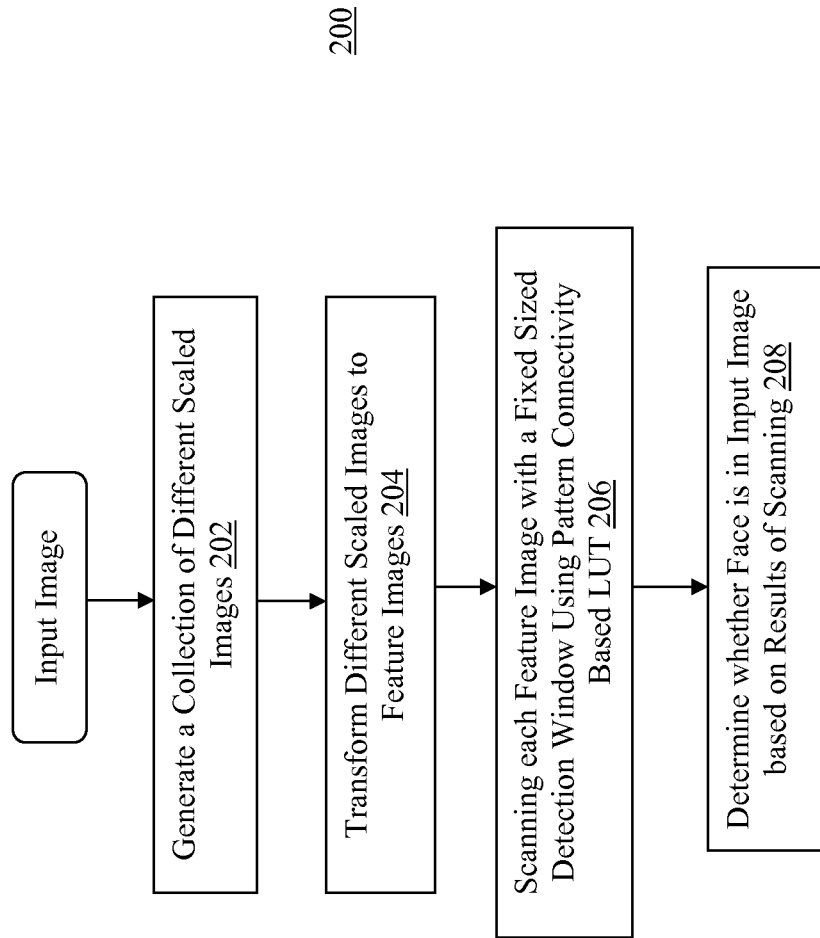 Input Image
Generate a Collection of Different Scaled
Images 202
Transform Different Scaled Images to
Feature Images 204
Scanning each Feature Image with a Fixed Sized
Detection Window Using Pattern Connectivity
Based LUT 206
Determine whether Face is in Input Image
based on Results of Scanning 208
200